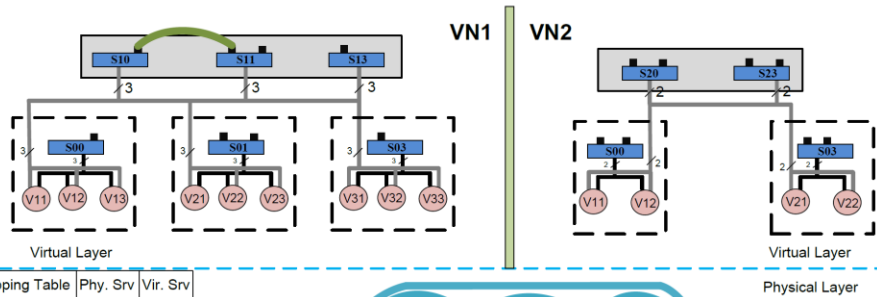 VN1 VN2
S10 S11 S13
S20 S23
3 3 3
2 2
S00 S01 S03
S00 S03
3 3 3 3 3
2 2 2 2
V11 V12 V13 V21 V22 V23 V31 V32 V33
V11 V12 V21 V22
Virtual Layer
Virtual Layer
pping Table Phy. Srv Vir. Srv
Physical Layer